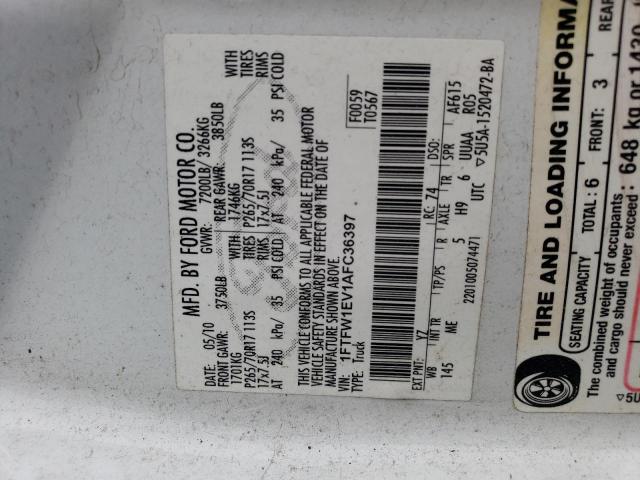 MFD. BY FORD MOTOR CO.
DATE: 05/10
GVWR: 7200LB/ 3266KG
FRONT GAWR: 3750LB
REAR GAWR: 3850LB
1701KG
1746KG
P265/70R17 113S
TIRES
P265/70R17 113S
TIRES
17x7.5J
RIMS
17x7.5J
RIMS
AT 240 kPa/ 35 PSI COLD
AT 240 kPa/ 35 PSI COLD
THIS VEHICLE CONFORMS TO ALL APPLICABLE FEDERAL MOTOR
VEHICLE SAFETY STANDARDS IN EFFECT ON THE DATE OF
MANUFACTURE SHOWN ABOVE.
VIN: 1FTFW1EV1AFC36397
TYPE: Truck
F0059
T0567
EXT PNT: YZ
RC: 74
DSO:
AF615
WB
INT TR
TP/PS
R
AXLE
TR
SPR
R05
145
ME
5
H9
6
UUAA
2201005074471
UTC
▽5U5A-1520472-BA
TIRE AND LOADING INFORMA
SEATING CAPACITY
TOTAL: 6
FRONT: 3
REAR
The combined weight of occupants
never exceed: 648 kg or 1430
▽5U